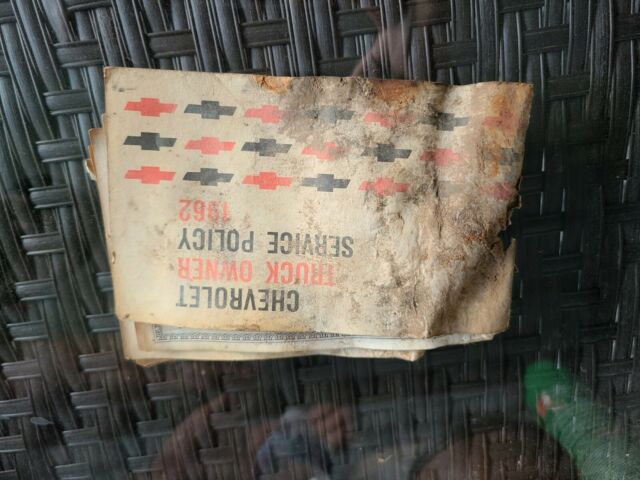 CHEVROLET
TRUCK OWNER
SERVICE POLICY
1962